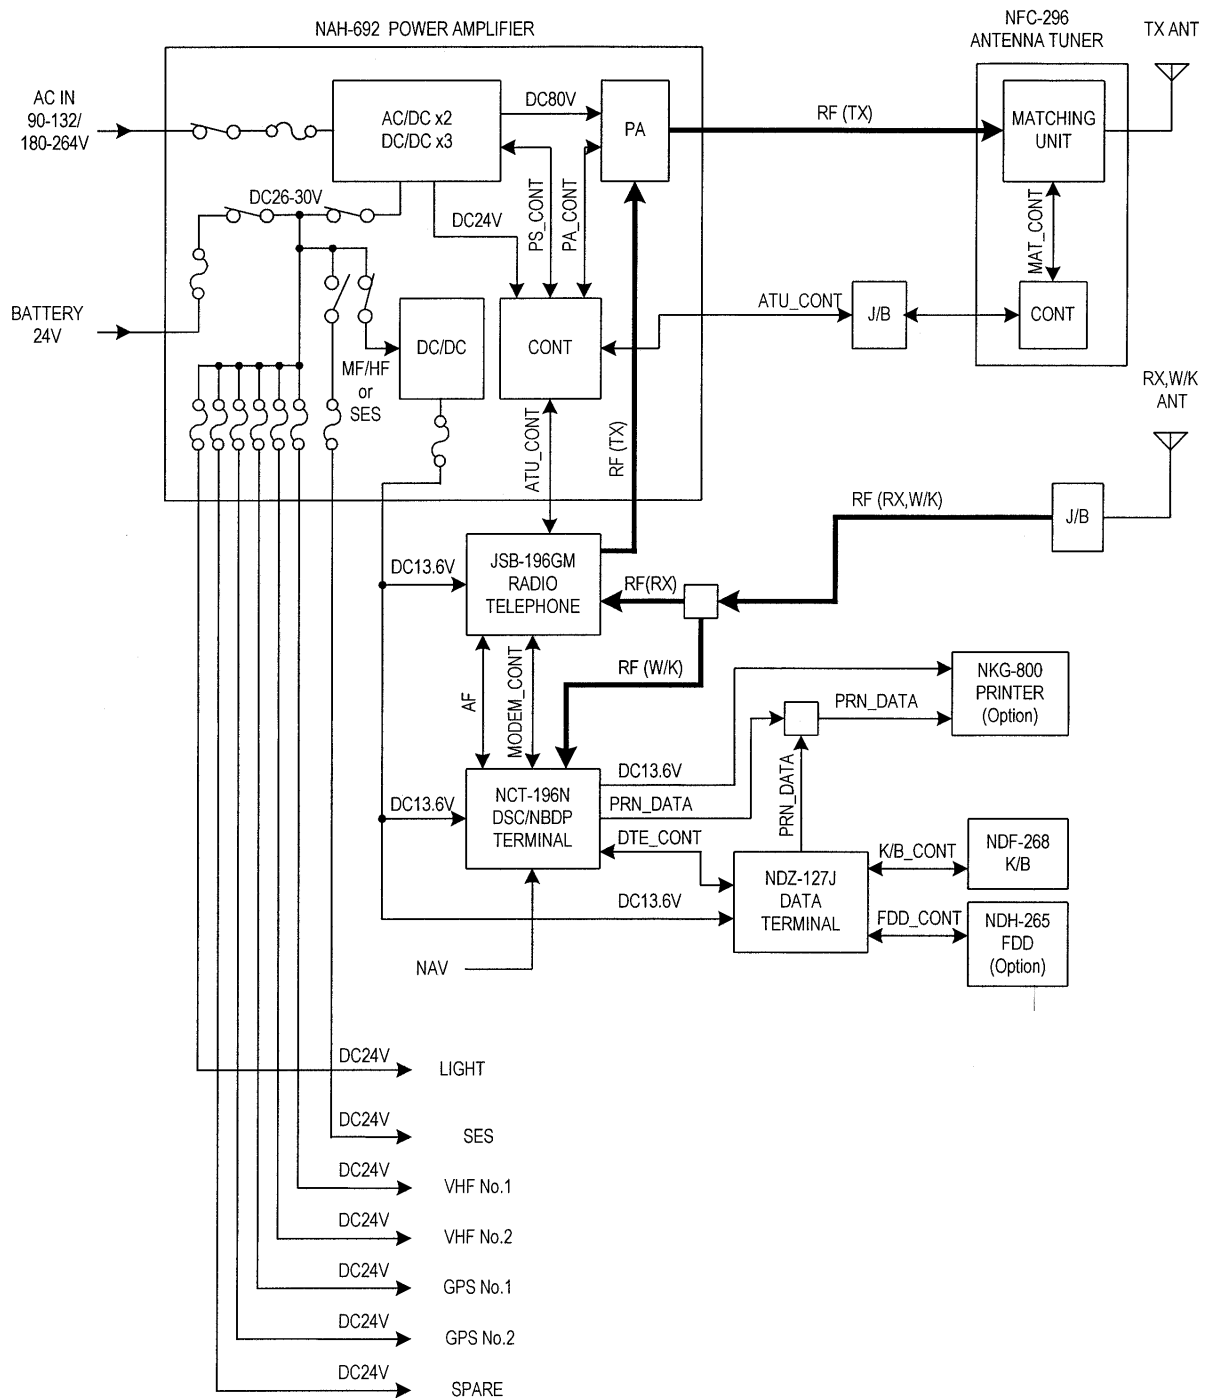 NAH-692 POWER AMPLIFIER
NFC-296
ANTENNA TUNER
TX ANT
AC IN
90-132/
180-264V
AC/DC x2
DC/DC x3
DC80V
PA
RF (TX)
MATCHING
UNIT
DC26-30V
DC24V
PS_CONT
PA_CONT
MAT_CONT
BATTERY
24V
MF/HF
or
SES
DC/DC
CONT
ATU_CONT
J/B
CONT
RX,W/K
ANT
ATU_CONT
RF (TX)
RF (RX,W/K)
J/B
DC13.6V
JSB-196GM
RADIO
TELEPHONE
RF(RX)
RF (W/K)
AF
MODEM_CONT
NKG-800
PRINTER
(Option)
PRN_DATA
PRN_DATA
DC13.6V
NCT-196N
DSC/NBDP
TERMINAL
DC13.6V
PRN_DATA
DTE_CONT
DC13.6V
NDZ-127J
DATA
TERMINAL
K/B_CONT
NDF-268
K/B
FDD_CONT
NDH-265
FDD
(Option)
NAV
DC24V
LIGHT
DC24V
SES
DC24V
VHF No.1
DC24V
VHF No.2
DC24V
GPS No.1
DC24V
GPS No.2
DC24V
SPARE